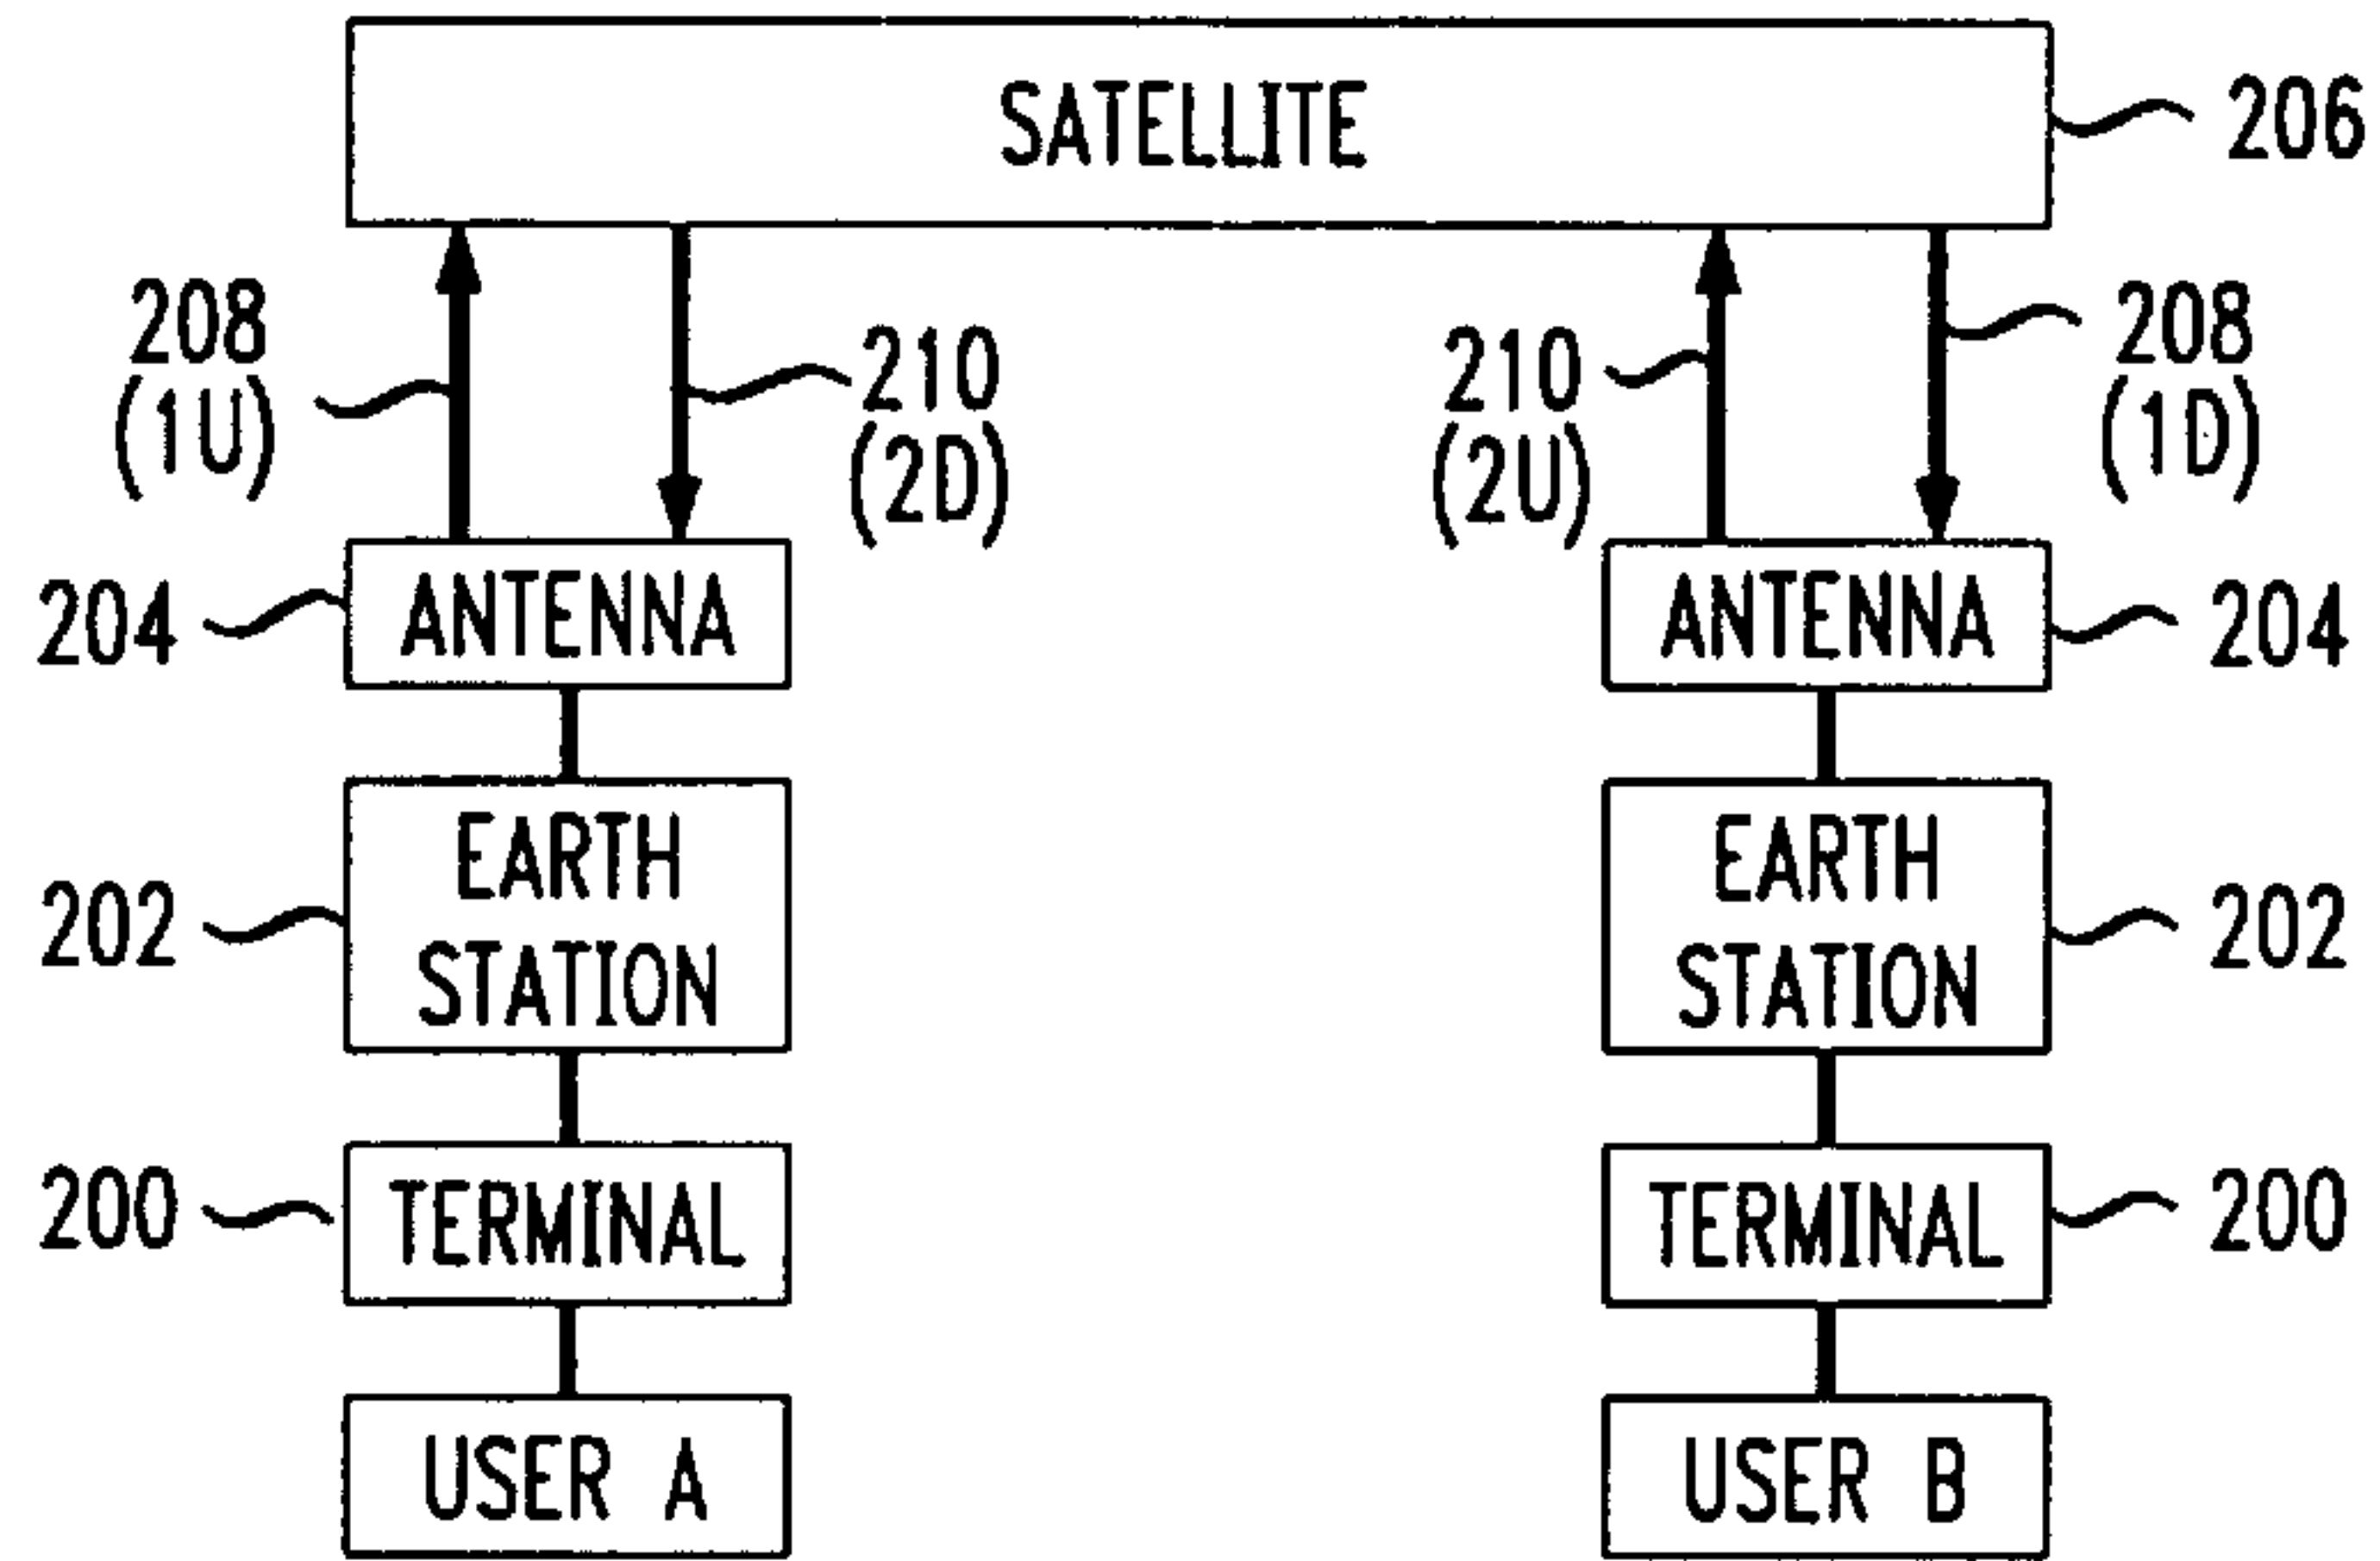 SATELLITE
206
208
(1U)
210
(2D)
210
(2U)
208
(1D)
204
ANTENNA
ANTENNA
204
202
EARTH
STATION
EARTH
STATION
202
200
TERMINAL
TERMINAL
200
USER A
USER B